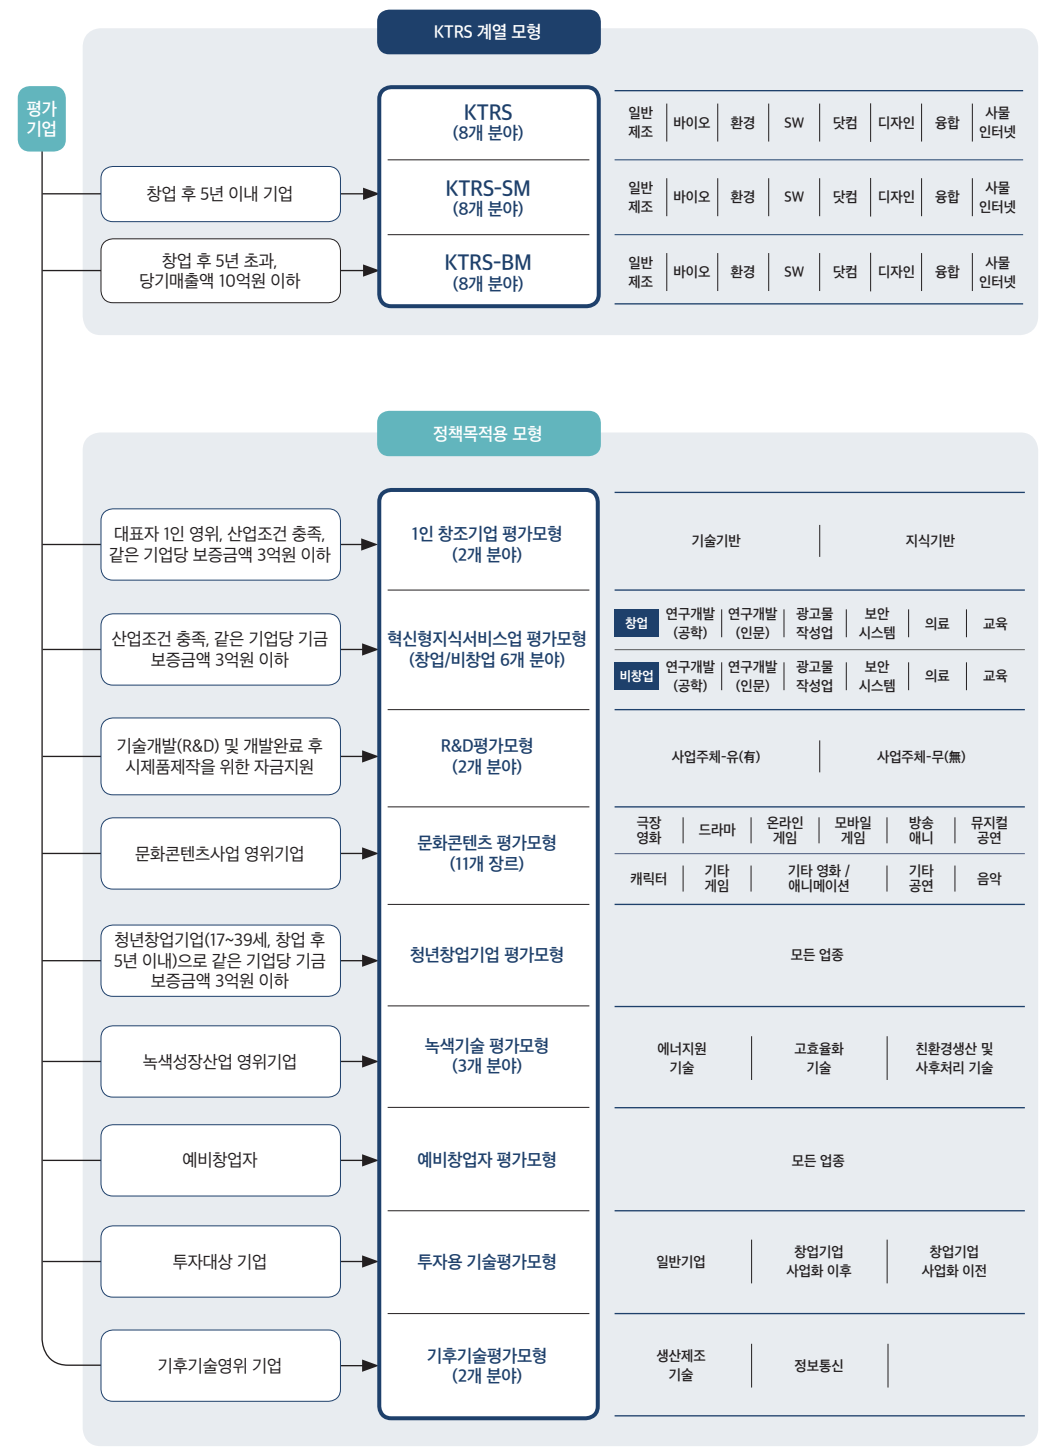 KTRS 계열 모형
평가
기업
KTRS
(8개 분야)
일반
제조
바이오
환경
SW
닷컴
디자인
융합
사물
인터넷
창업 후 5년 이내 기업
KTRS-SM
(8개 분야)
일반
제조
바이오
환경
SW
닷컴
디자인
융합
사물
인터넷
창업 후 5년 초과,
당기매출액 10억원 이하
KTRS-BM
(8개 분야)
일반
제조
바이오
환경
SW
닷컴
디자인
융합
사물
인터넷
정책목적용 모형
대표자 1인 영위, 산업조건 충족,
같은 기업당 보증금액 3억원 이하
1인 창조기업 평가모형
(2개 분야)
기술기반
지식기반
산업조건 충족, 같은 기업당 기금
보증금액 3억원 이하
혁신형지식서비스업 평가모형
(창업/비창업 6개 분야)
창업
연구개발
(공학)
연구개발
(인문)
광고물
작성업
보안
시스템
의료
교육
비창업
연구개발
(공학)
연구개발
(인문)
광고물
작성업
보안
시스템
의료
교육
기술개발(R&D) 및 개발완료 후
시제품제작을 위한 자금지원
R&D평가모형
(2개 분야)
사업주체-유(有)
사업주체-무(無)
문화콘텐츠사업 영위기업
문화콘텐츠 평가모형
(11개 장르)
극장
영화
드라마
온라인
게임
모바일
게임
방송
애니
뮤지컬
공연
캐릭터
기타
게임
기타 영화 /
애니메이션
기타
공연
음악
청년창업기업(17~39세, 창업 후
5년 이내)으로 같은 기업당 기금
보증금액 3억원 이하
청년창업기업 평가모형
모든 업종
녹색성장산업 영위기업
녹색기술 평가모형
(3개 분야)
에너지원
기술
고효율화
기술
친환경생산 및
사후처리 기술
예비창업자
예비창업자 평가모형
모든 업종
투자대상 기업
투자용 기술평가모형
일반기업
창업기업
사업화 이후
창업기업
사업화 이전
기후기술영위 기업
기후기술평가모형
(2개 분야)
생산제조
기술
정보통신